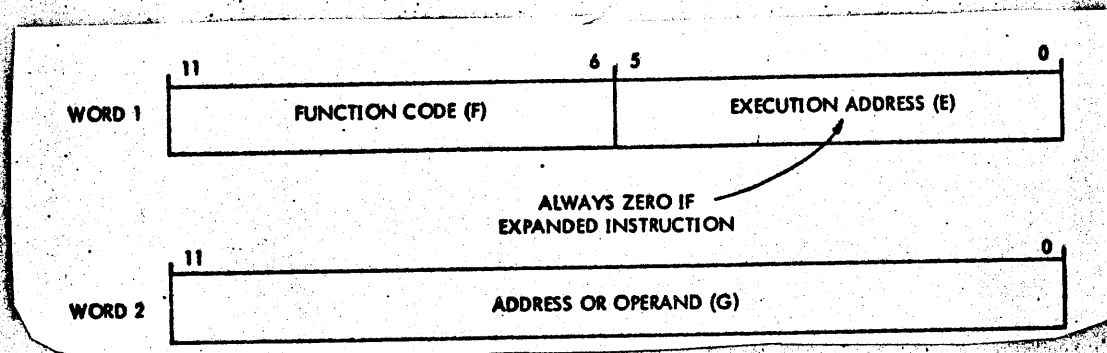 11 6 5 0
WORD 1 FUNCTION CODE (F) EXECUTION ADDRESS (E)
ALWAYS ZERO IF
EXPANDED INSTRUCTION
11 0
WORD 2 ADDRESS OR OPERAND (G)